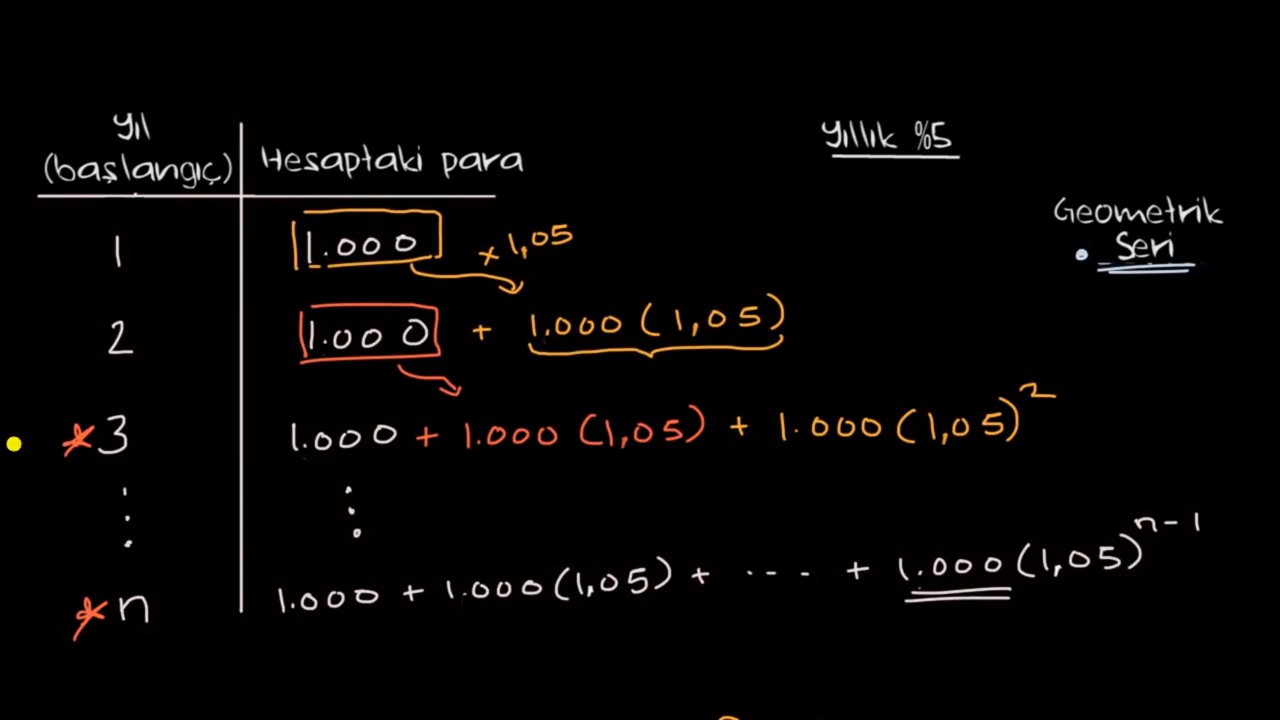 Yıl
(başlangıç)
Hesaptaki para
Yıllık %5
Geometrik
Seri
1
1.000
x 1,05
2
1.000 + 1.000 (1,05)
* 3
1.000 + 1.000 (1,05) + 1.000 (1,05)²
* n
1.000 + 1.000 (1,05) + ... + 1.000 (1,05)ⁿ⁻¹